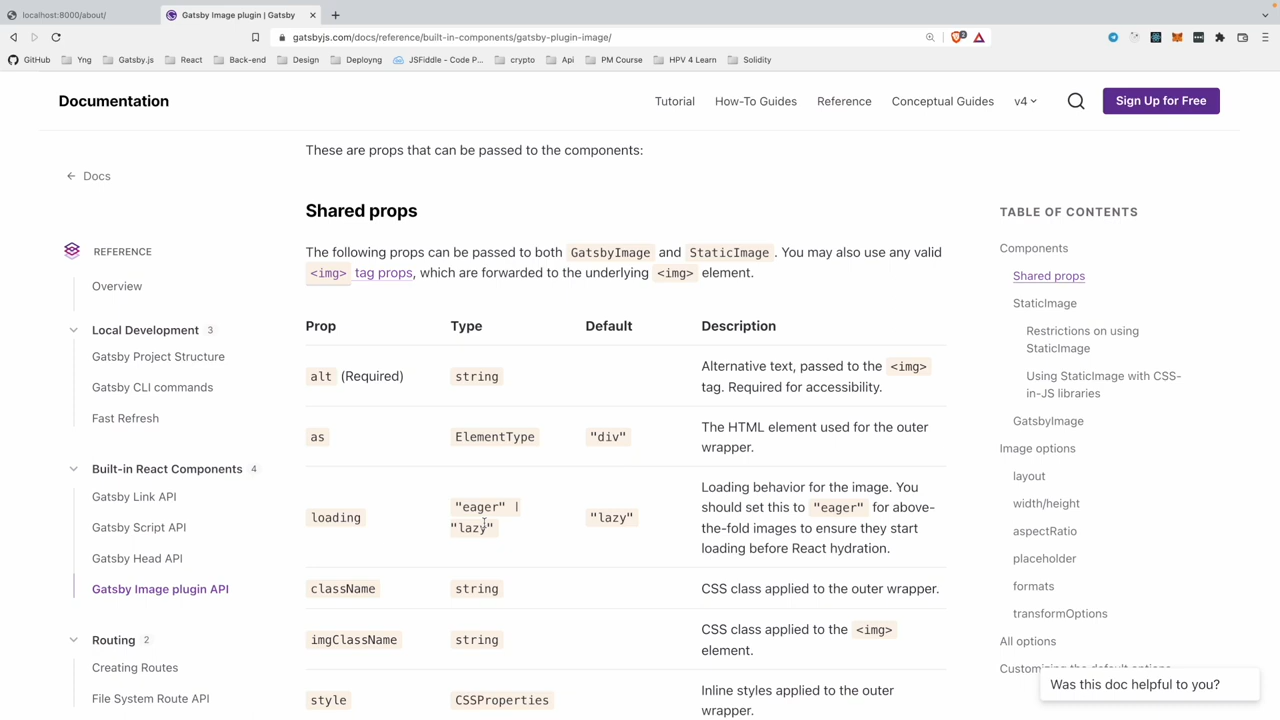 localhost:8000/about/
Gatsby Image plugin | Gatsby
gatsbyjs.com/docs/reference/built-in-components/gatsby-plugin-image/
GitHub Yng Gatsby.js React Back-end Design Deployng JSFiddle - Code P... crypto Api PM Course HPV 4 Learn Solidity
Documentation
Tutorial How-To Guides Reference Conceptual Guides v4 Sign Up for Free
These are props that can be passed to the components:
Docs
Shared props
TABLE OF CONTENTS
REFERENCE
The following props can be passed to both GatsbyImage and StaticImage. You may also use any valid
<img> tag props, which are forwarded to the underlying <img> element.
Components
Shared props
Overview
StaticImage
Local Development 3
Prop Type Default Description
Restrictions on using
StaticImage
Gatsby Project Structure
alt (Required) string Alternative text, passed to the <img>
tag. Required for accessibility.
Using StaticImage with CSS-
in-JS libraries
Gatsby CLI commands
Fast Refresh
GatsbyImage
as ElementType "div" The HTML element used for the outer
wrapper.
Image options
Built-in React Components 4
layout
Gatsby Link API
loading "eager" |
"lazy" "lazy" Loading behavior for the image. You
should set this to "eager" for above-
the-fold images to ensure they start
loading before React hydration.
width/height
Gatsby Script API
aspectRatio
Gatsby Head API
placeholder
Gatsby Image plugin API
className string CSS class applied to the outer wrapper.
formats
transformOptions
Routing 2
imgClassName string CSS class applied to the <img>
element.
All options
Creating Routes
Customizing the default options
File System Route API
style CSSProperties Inline styles applied to the outer
wrapper.
Was this doc helpful to you?